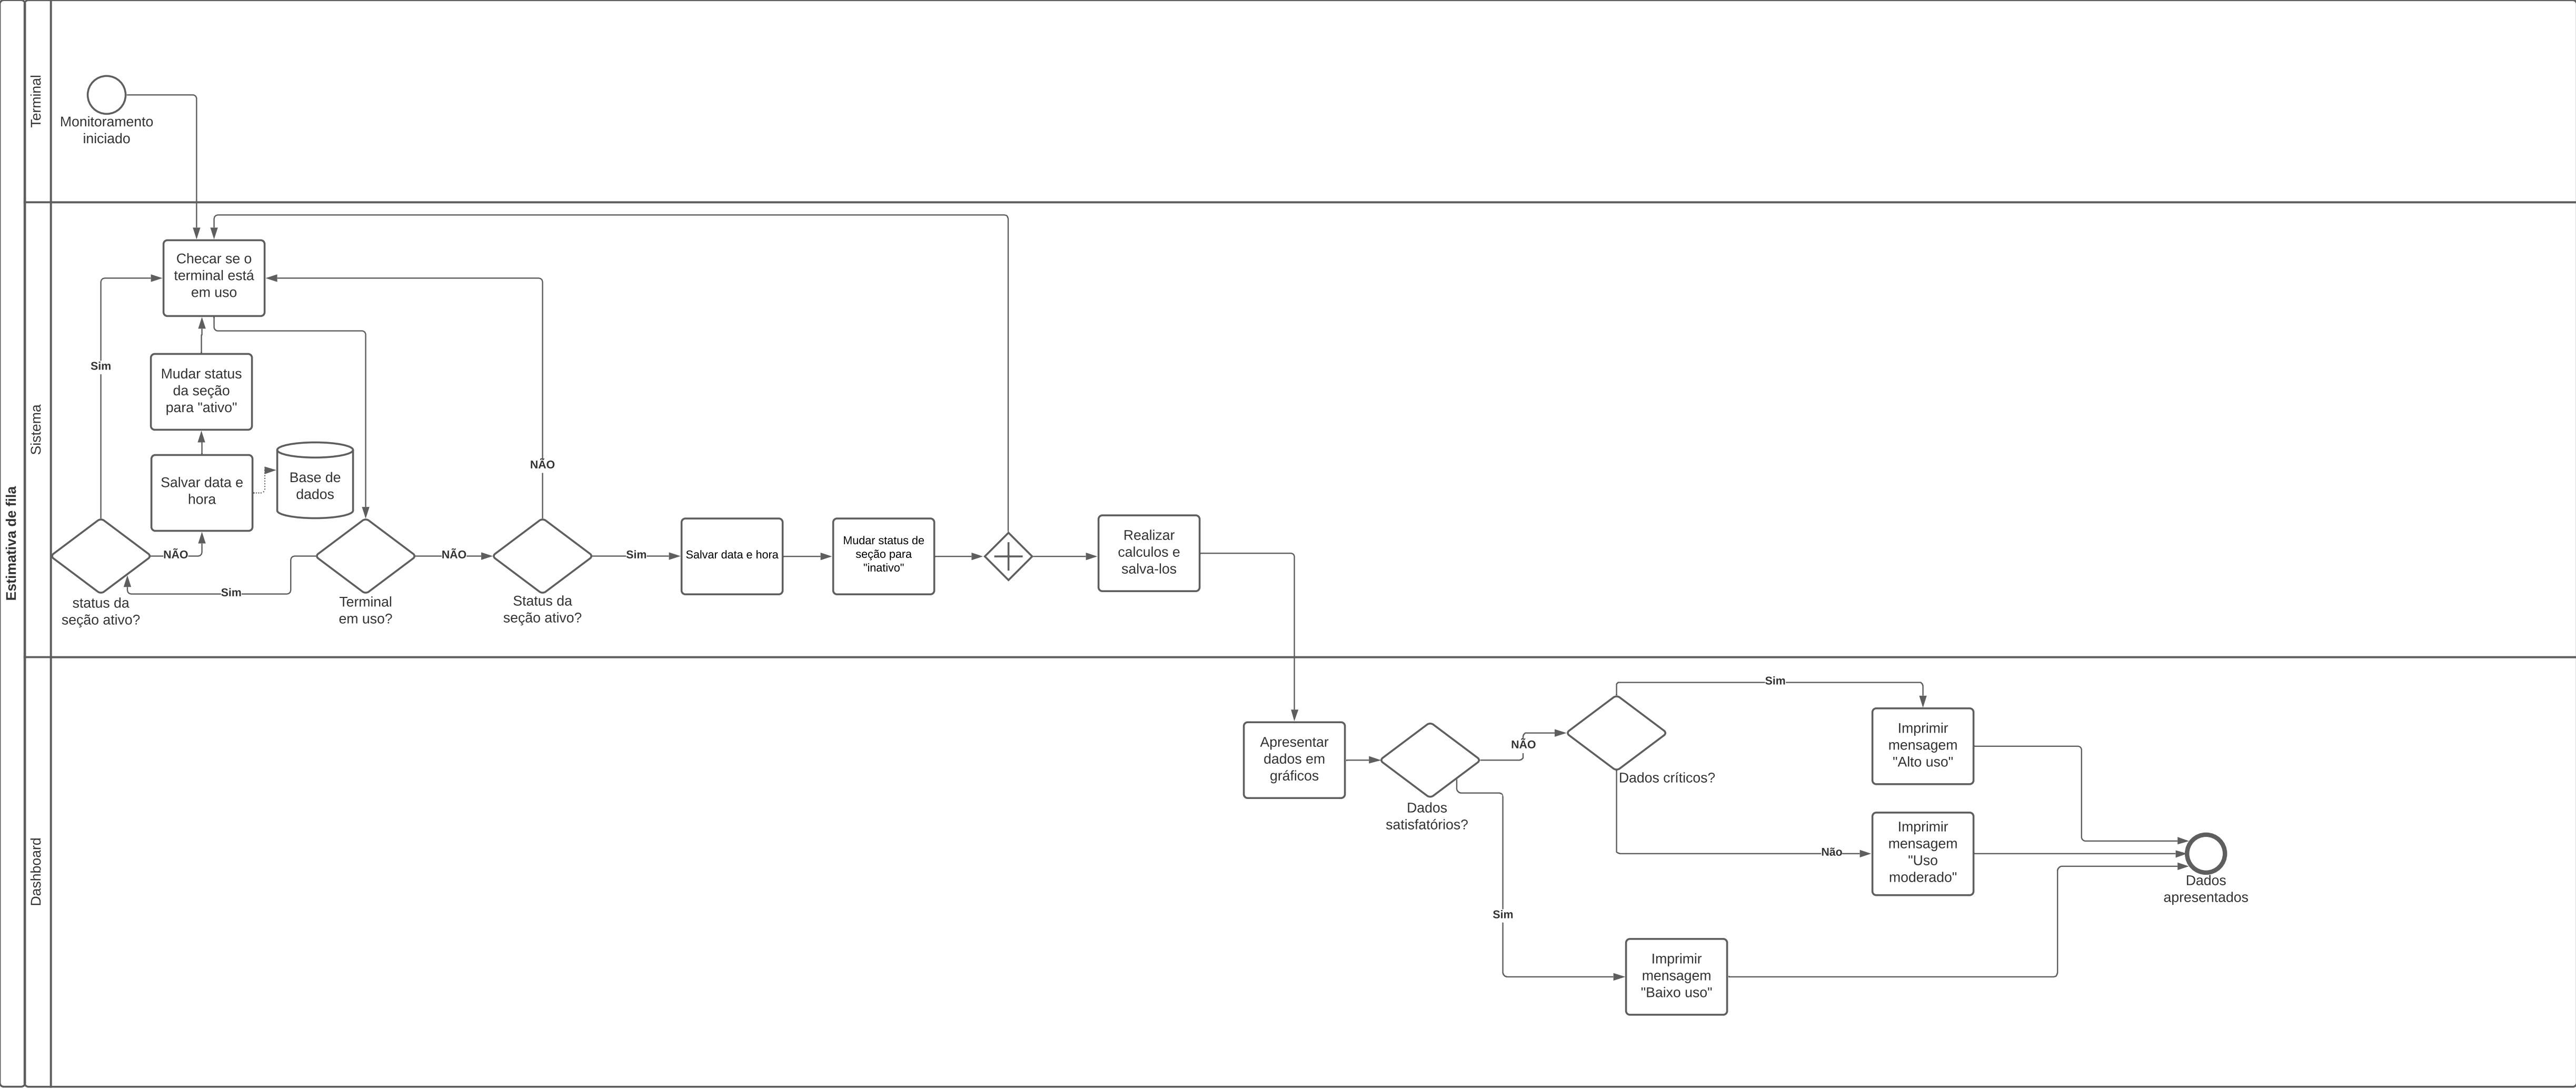 Estimativa de fila
Terminal
Monitoramento
iniciado
Sistema
Checar se o
terminal está
em uso
Sim
Mudar status
da seção
para "ativo"
Salvar data e
hora
Base de
dados
NÃO
status da
seção ativo?
Sim
Terminal
em uso?
NÃO
NÃO
Status da
seção ativo?
Sim
Salvar data e hora
Mudar status de
seção para
"inativo"
Realizar
calculos e
salva-los
Dashboard
Apresentar
dados em
gráficos
Dados
satisfatórios?
NÃO
Dados críticos?
Sim
Imprimir
mensagem
"Alto uso"
Não
Imprimir
mensagem
"Uso
moderado"
Sim
Imprimir
mensagem
"Baixo uso"
Dados
apresentados